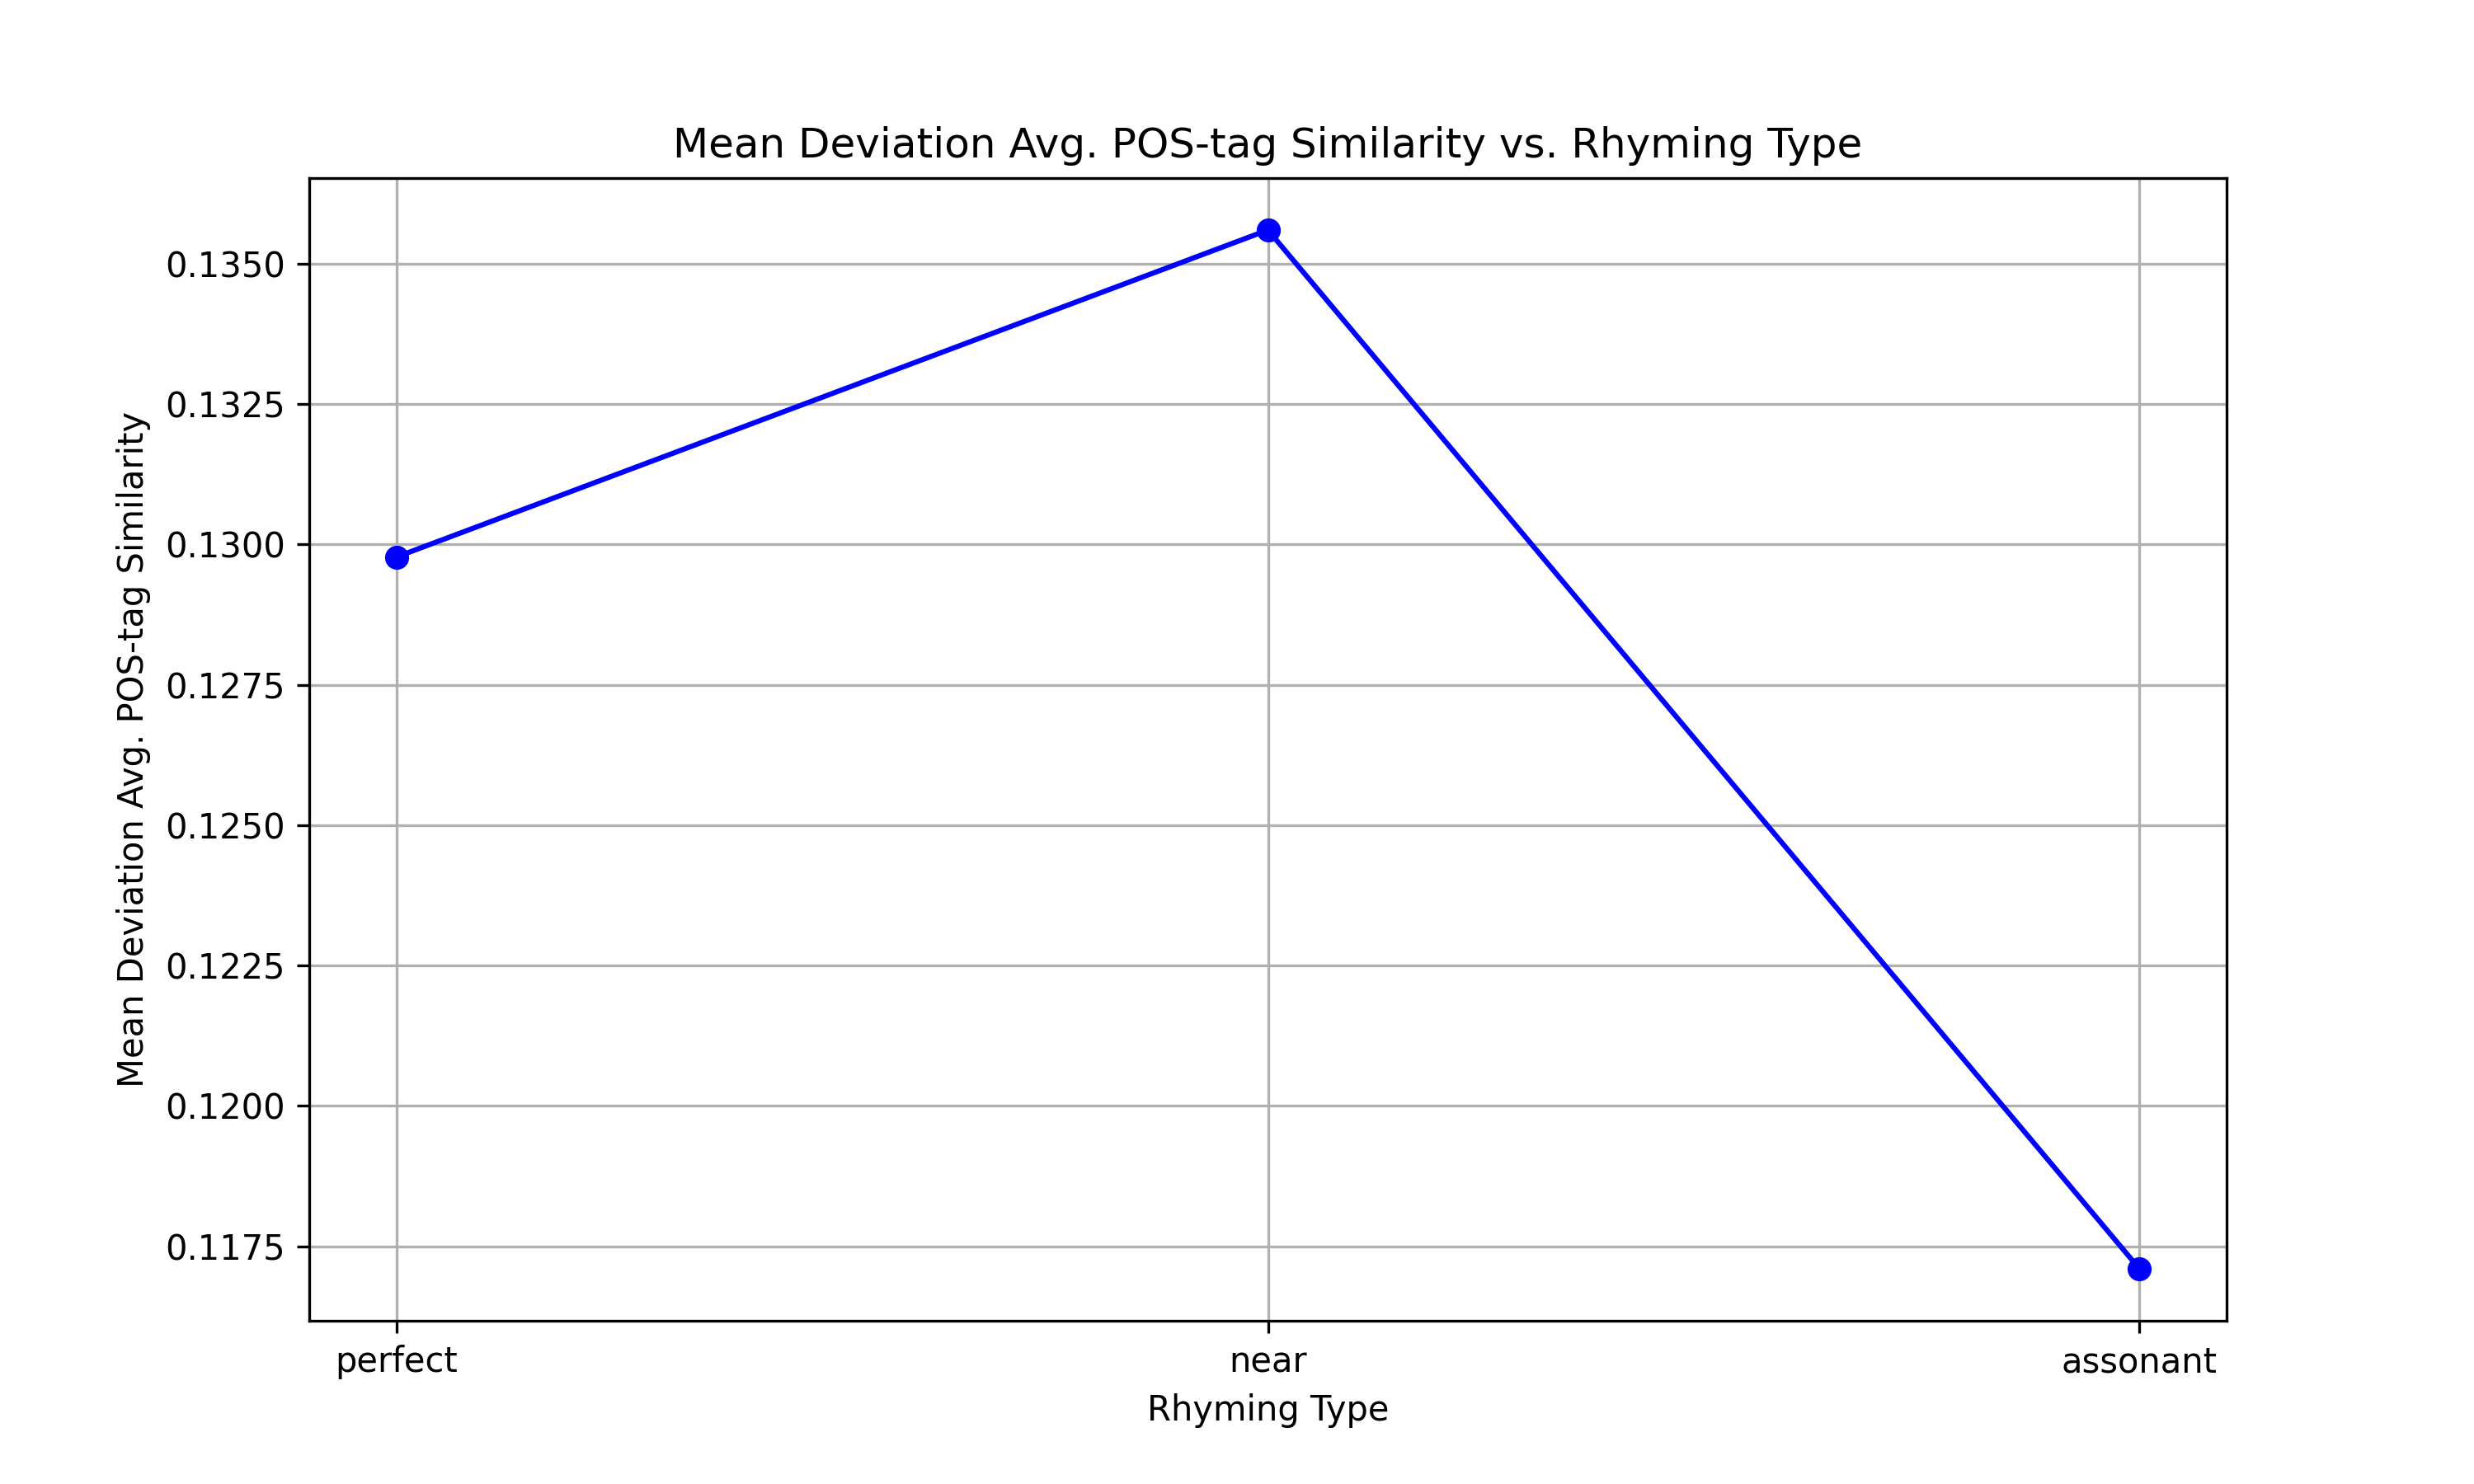 Mean Deviation Avg. POS-tag Similarity vs. Rhyming Type
Mean Deviation Avg. POS-tag Similarity
0.1350
0.1325
0.1300
0.1275
0.1250
0.1225
0.1200
0.1175
perfect
near
assonant
Rhyming Type